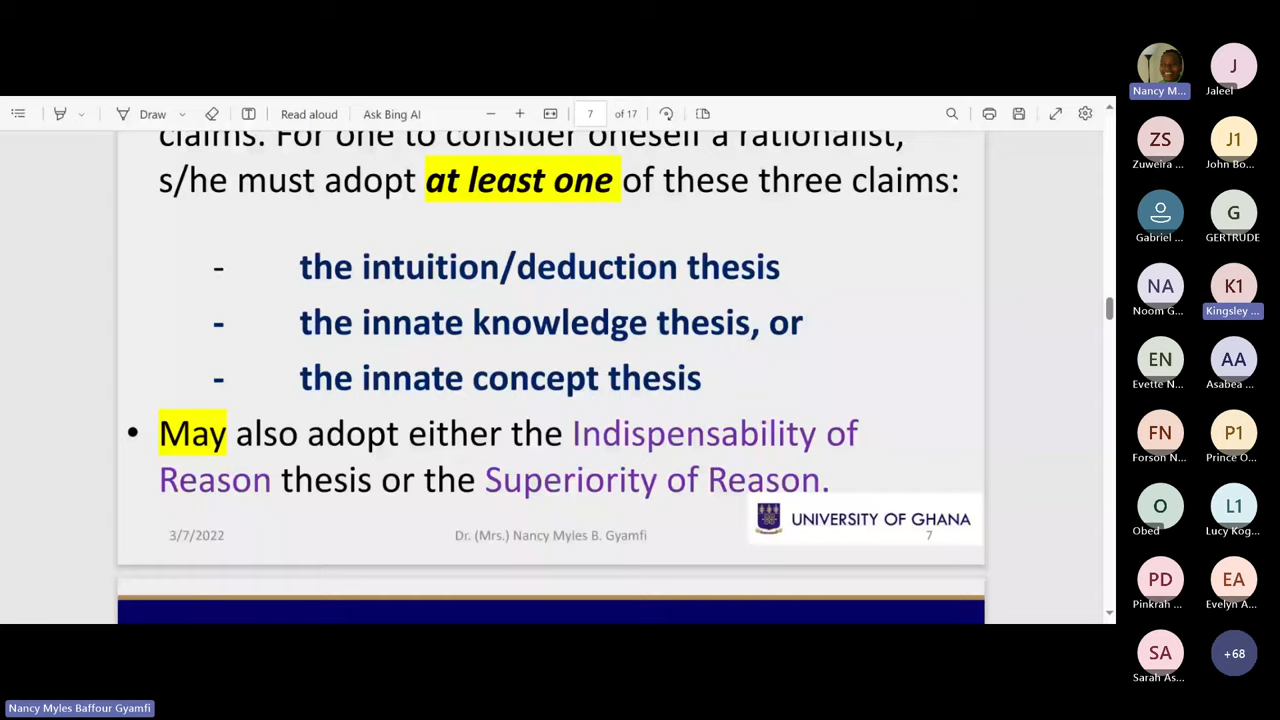 Draw
Read aloud
Ask Bing AI
7
of 17
claims. For one to consider oneself a rationalist,
s/he must adopt at least one of these three claims:
- the intuition/deduction thesis
- the innate knowledge thesis, or
- the innate concept thesis
• May also adopt either the Indispensability of
Reason thesis or the Superiority of Reason.
UNIVERSITY OF GHANA
3/7/2022
Dr. (Mrs.) Nancy Myles B. Gyamfi
7
Nancy M...
J
Jaleel
ZS
Zuweira ...
J1
John Bo...
Gabriel ...
G
GERTRUDE
NA
Noom G...
K1
Kingsley ...
EN
Evette N...
AA
Asabea ...
FN
Forson N...
P1
Prince O...
O
Obed
L1
Lucy Kog...
PD
Pinkrah ...
EA
Evelyn A...
SA
Sarah As...
+68
Nancy Myles Baffour Gyamfi